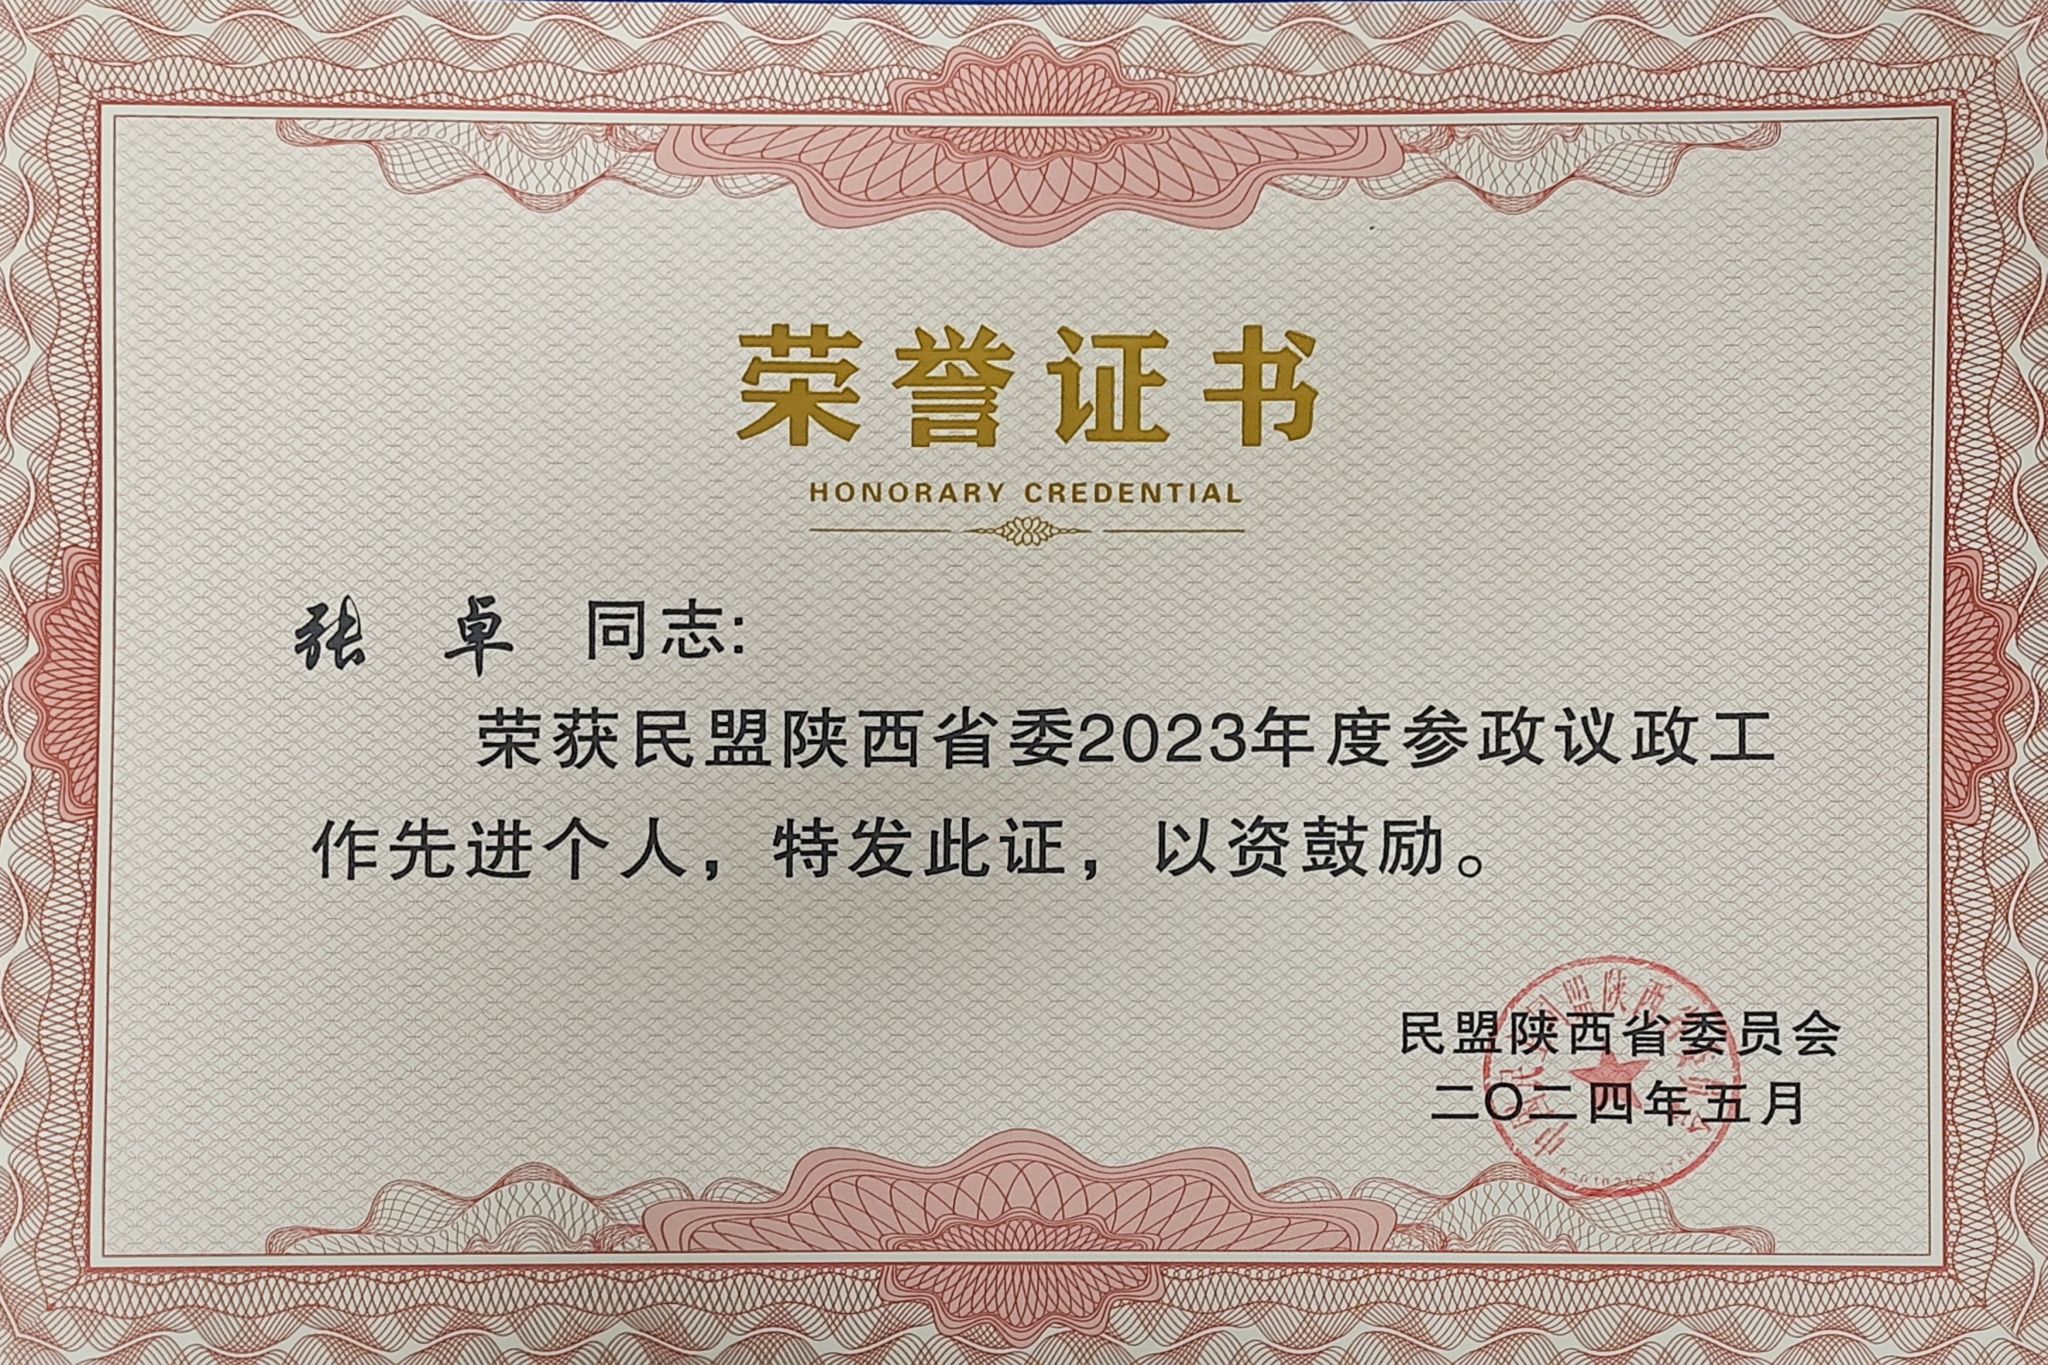 荣誉证书
HONORARY CREDENTIAL
张 卓 同志:
荣获民盟陕西省委2023年度参政议政工
作先进个人，特发此证，以资鼓励。
民盟陕西省委员会
二〇二四年五月